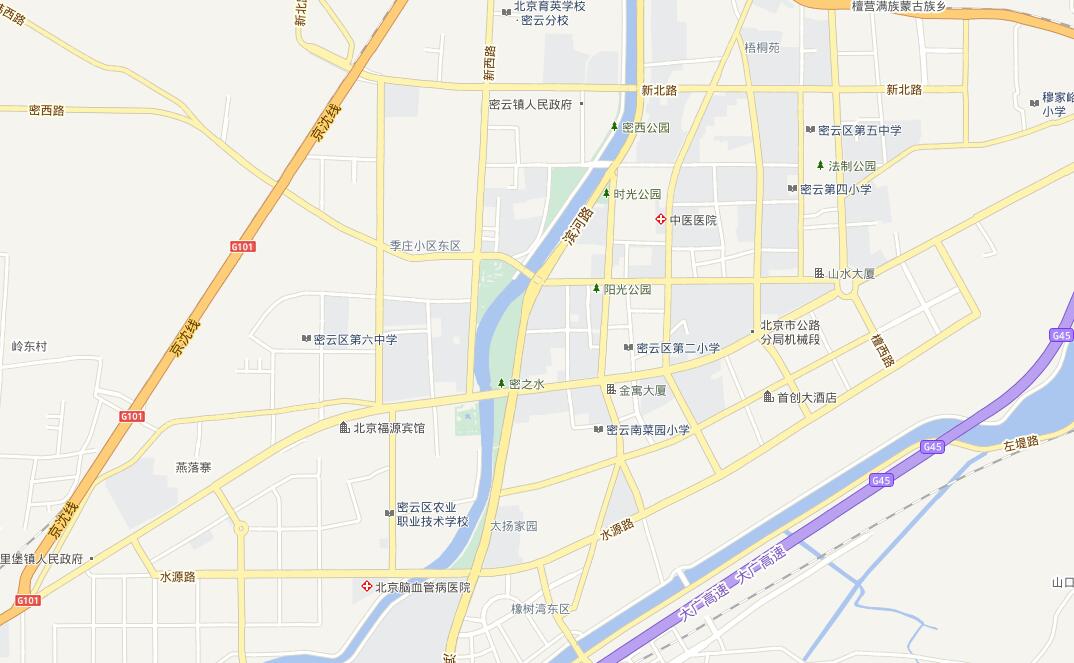 北京育英学校
·密云分校
檀营满族蒙古族乡
新北路
西路
新西路
梧桐苑
密西路
京沈线
密云镇人民政府
新北路
新北路
穆家峪
小学
密西公园
密云区第五中学
法制公园
时光公园
密云第四小学
中医医院
滨河路
G101
季庄小区东区
山水大厦
阳光公园
北京市公路
分局机械段
京沈线
密云区第六中学
岭东村
密云区第二小学
檀西路
G45
密之水
金寓大厦
首创大酒店
G101
北京福源宾馆
密云南菜园小学
左堤路
G45
燕落寨
G45
密云区农业
职业技术学校
京沈线
太扬家园
水源路
里堡镇人民政府
水源路
大广高速
大广高速
北京脑血管病医院
山口
G101
橡树湾东区